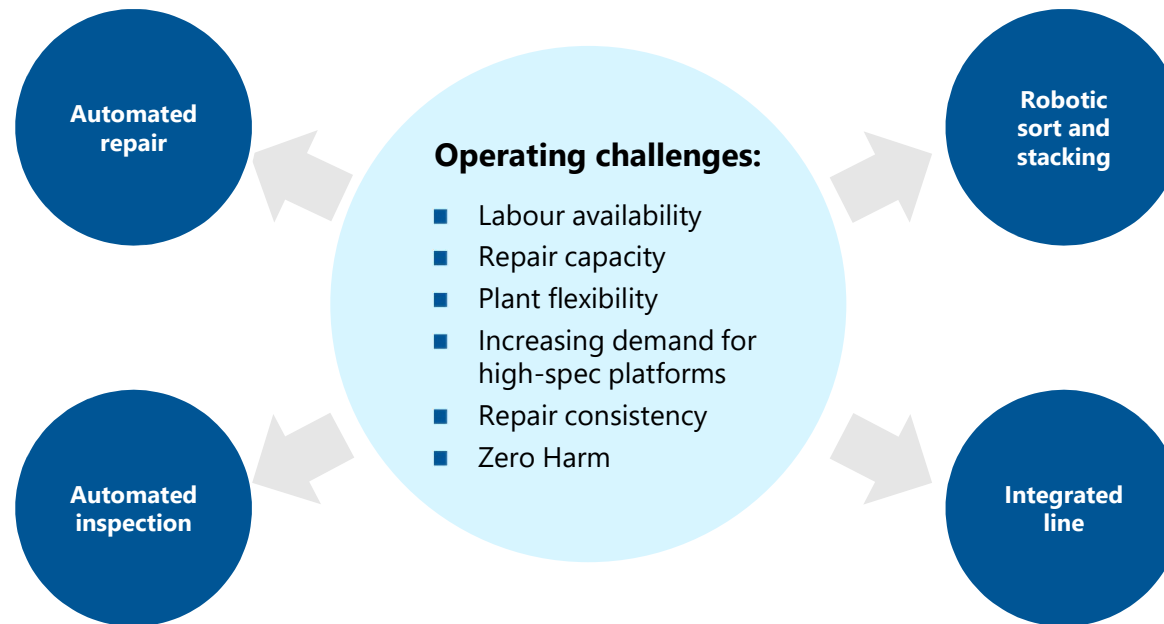 Automated
repair
Robotic
sort and
stacking
Operating challenges:
Labour availability
Repair capacity
Plant flexibility
Increasing demand for
high-spec platforms
Repair consistency
Zero Harm
Automated
inspection
Integrated
line